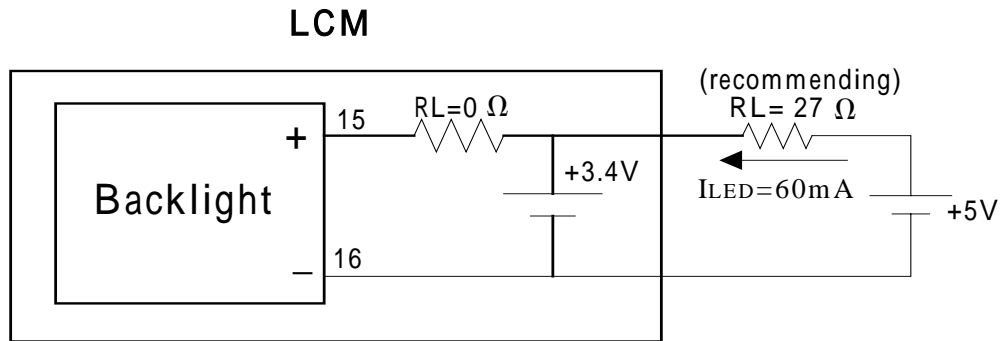 LCM
(recommending)
RL=0 Ω
RL= 27 Ω
15
+
+3.4V
ILED=60mA
Backlight
+5V
16
−